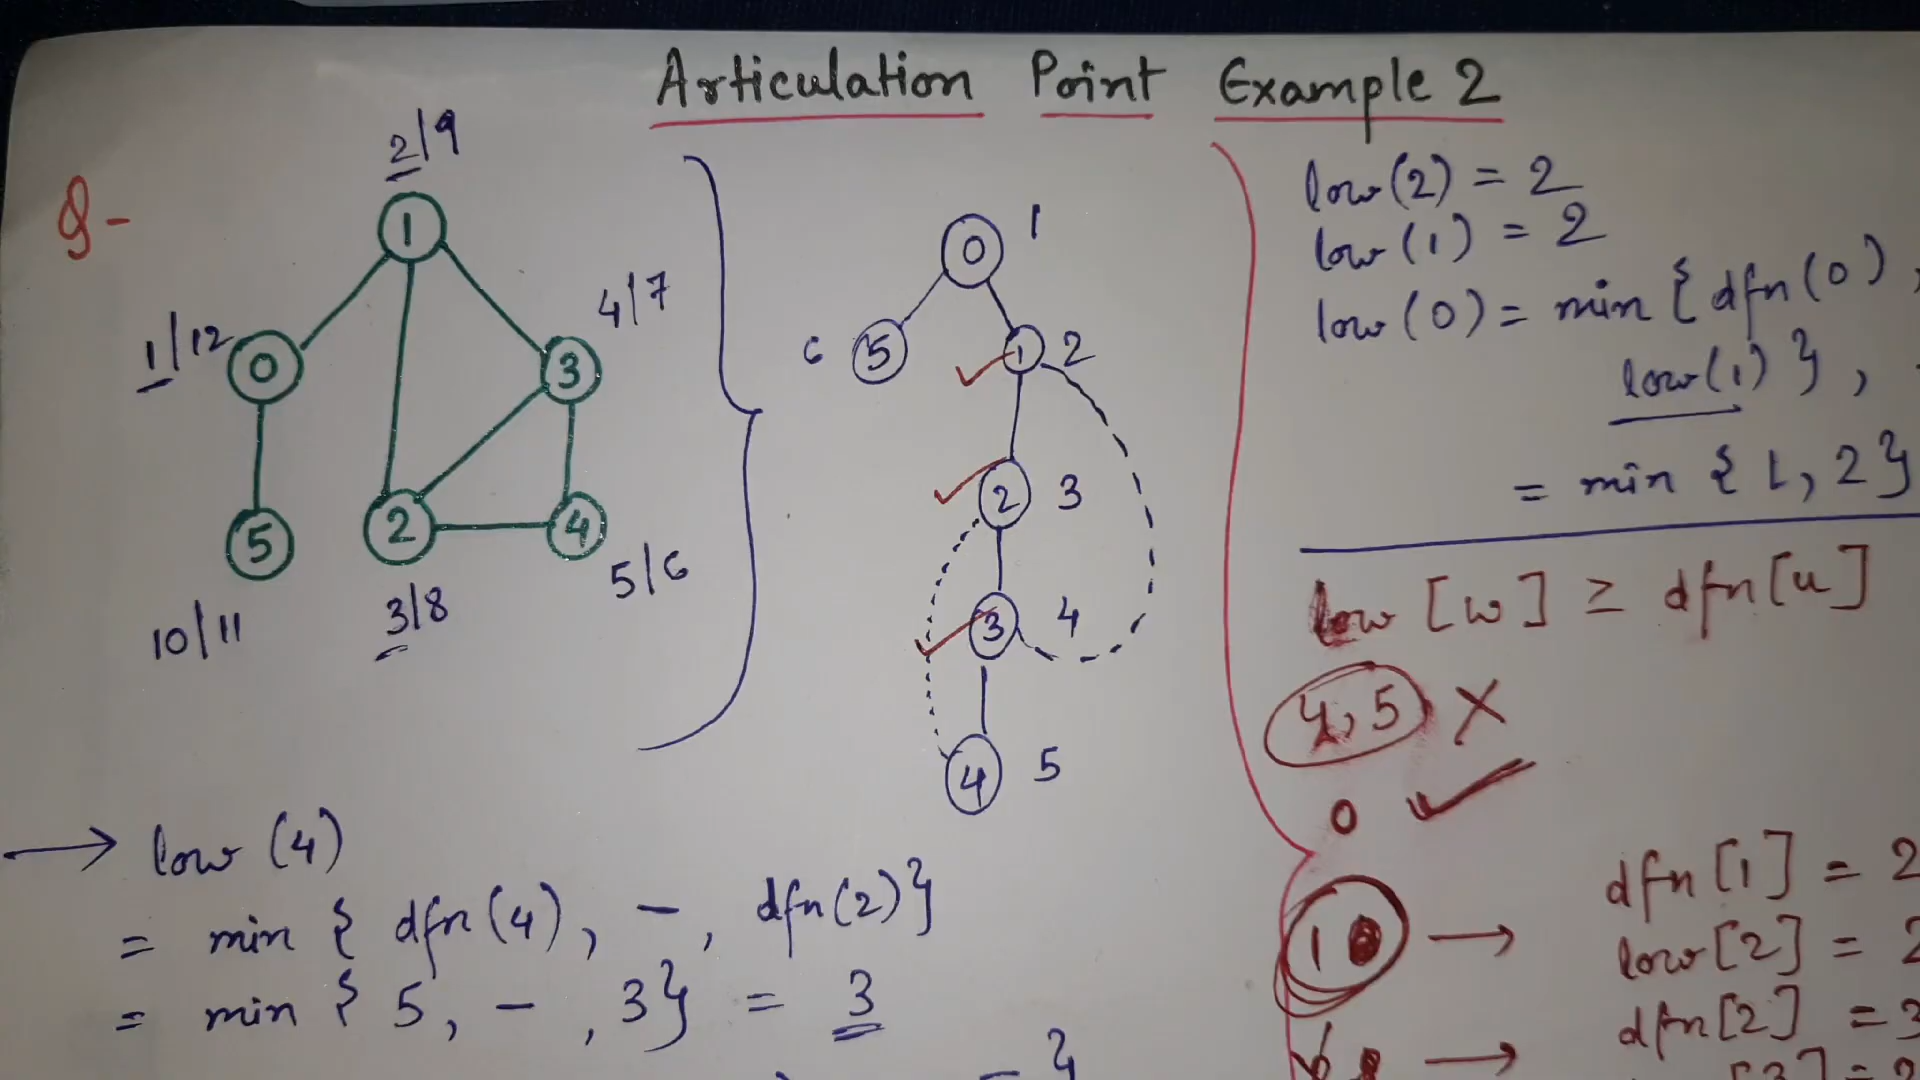 Articulation Point Example 2
Q-
2/9
1
1/12
0
4/7
3
5
2
4
10/11
3/8
5/6
0 1
6 5
1 2
2 3
3 4
4 5
→ low (4)
= min { dfn(4), -, dfn(2)}
= min { 5, -, 3} = 3
low(2) = 2
low(1) = 2
low(0) = min { dfn(0),
low(1) },
= min { 1, 2}
low [w] ≥ dfn[u]
4, 5 X
0 ✓
1 → dfn[1] = 2
low[2] = 2
→ dfn[2] = 3